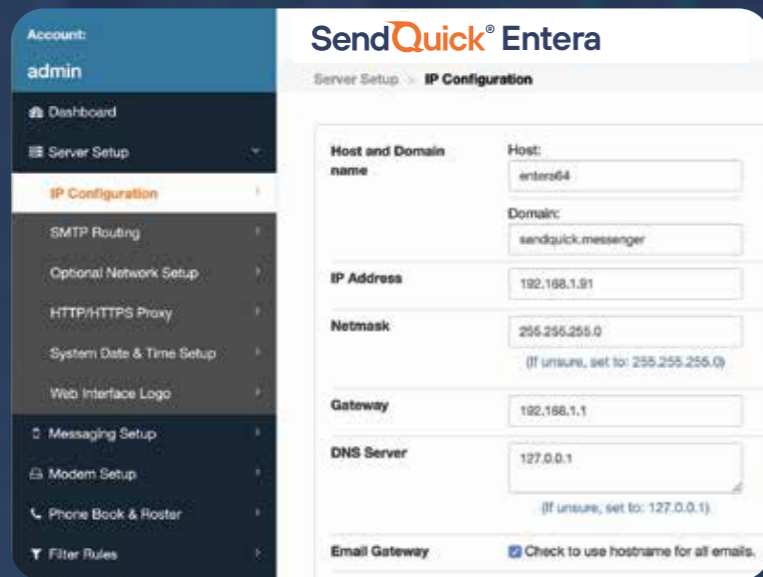 Account:
admin
Dashboard
Server Setup
IP Configuration
SMTP Routing
Optional Network Setup
HTTP/HTTPS Proxy
System Date & Time Setup
Web Interface Logo
Messaging Setup
Modem Setup
Phone Book & Roster
Filter Rules
SendQuick® Entera
Server Setup > IP Configuration
Host and Domain name
Host:
entera64
Domain:
sendquick.messenger
IP Address
192.168.1.91
Netmask
255.255.255.0
(If unsure, set to: 255.255.255.0)
Gateway
192.168.1.1
DNS Server
127.0.0.1
(If unsure, set to: 127.0.0.1)
Email Gateway
Check to use hostname for all emails.